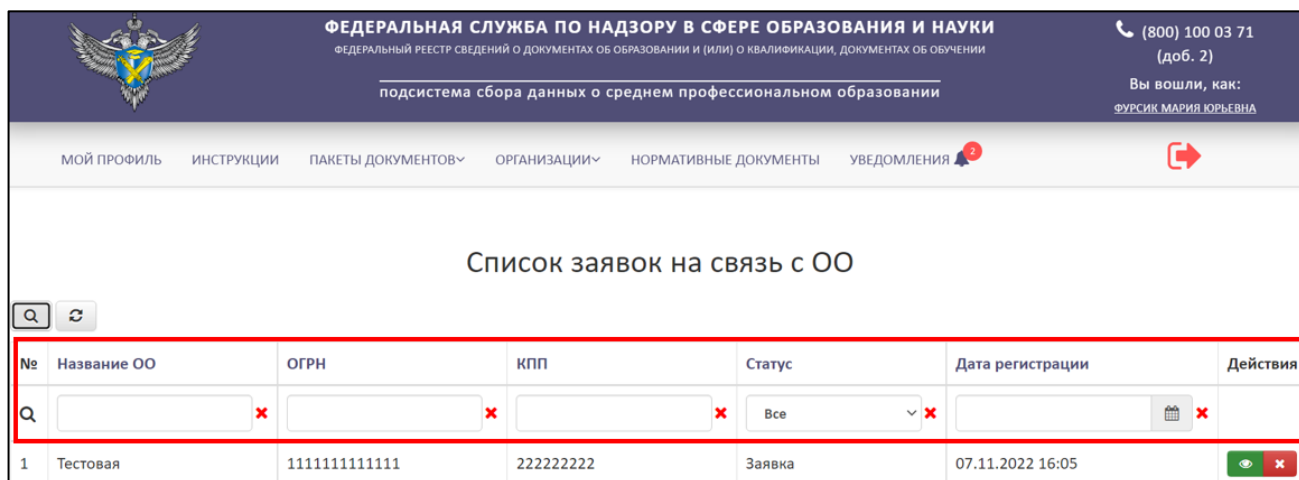 ФЕДЕРАЛЬНАЯ СЛУЖБА ПО НАДЗОРУ В СФЕРЕ ОБРАЗОВАНИЯ И НАУКИ
ФЕДЕРАЛЬНЫЙ РЕЕСТР СВЕДЕНИЙ О ДОКУМЕНТАХ ОБ ОБРАЗОВАНИИ И (ИЛИ) О КВАЛИФИКАЦИИ, ДОКУМЕНТАХ ОБ ОБУЧЕНИИ
подсистема сбора данных о среднем профессиональном образовании
(800) 100 03 71
(доб. 2)
Вы вошли, как:
ФУРСИК МАРИЯ ЮРЬЕВНА
МОЙ ПРОФИЛЬ ИНСТРУКЦИИ ПАКЕТЫ ДОКУМЕНТОВ ОРГАНИЗАЦИИ НОРМАТИВНЫЕ ДОКУМЕНТЫ УВЕДОМЛЕНИЯ 2
Список заявок на связь с ОО
№ Название ОО ОГРН КПП Статус Дата регистрации Действия
Все
1 Тестовая 1111111111111 222222222 Заявка 07.11.2022 16:05